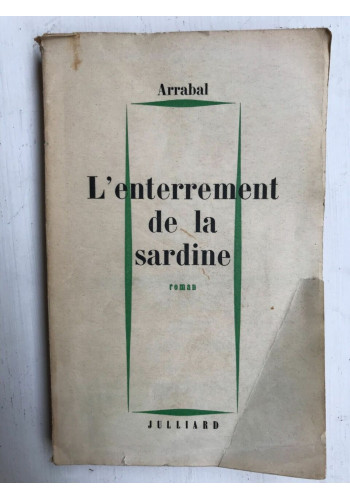 Arrabal
L'enterrement
de la
sardine
roman
JULLIARD